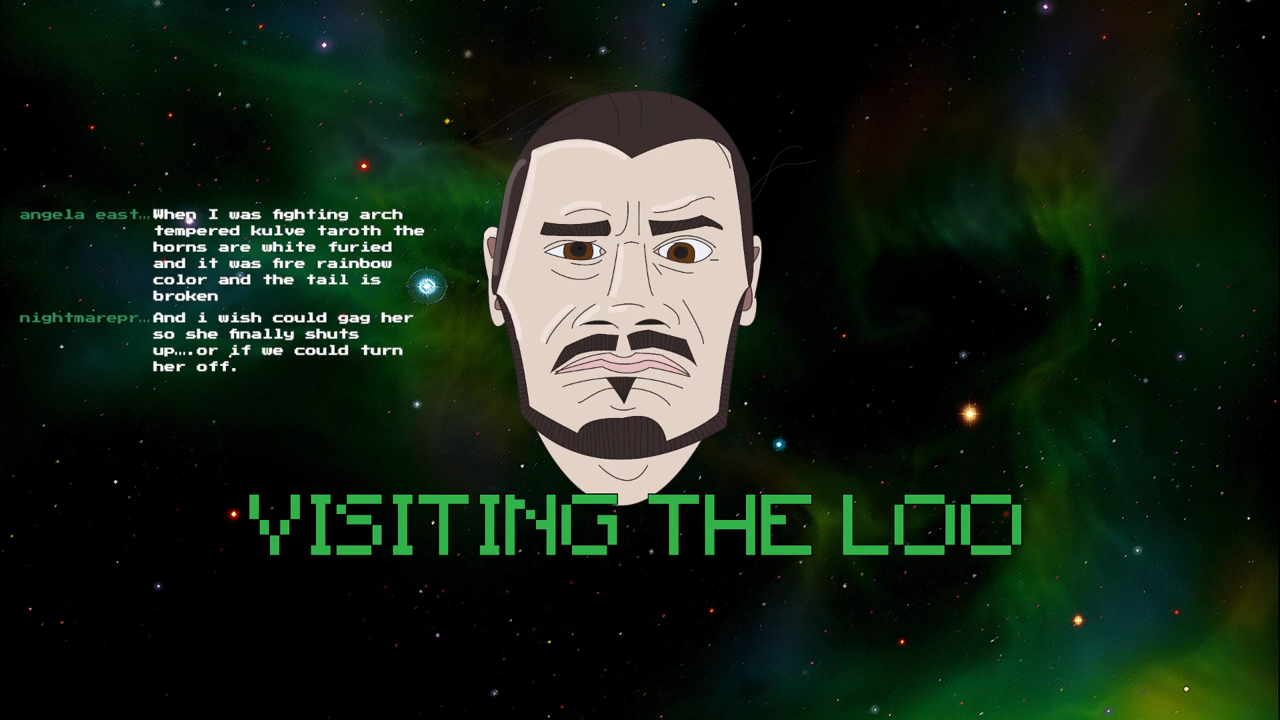 angela east... When I was fighting arch
tempered kulve taroth the
horns are white furied
and it was fire rainbow
color and the tail is
broken
nightmarepr... And i wish could gag her
so she finally shuts
up....or if we could turn
her off.
VISITING THE LOO